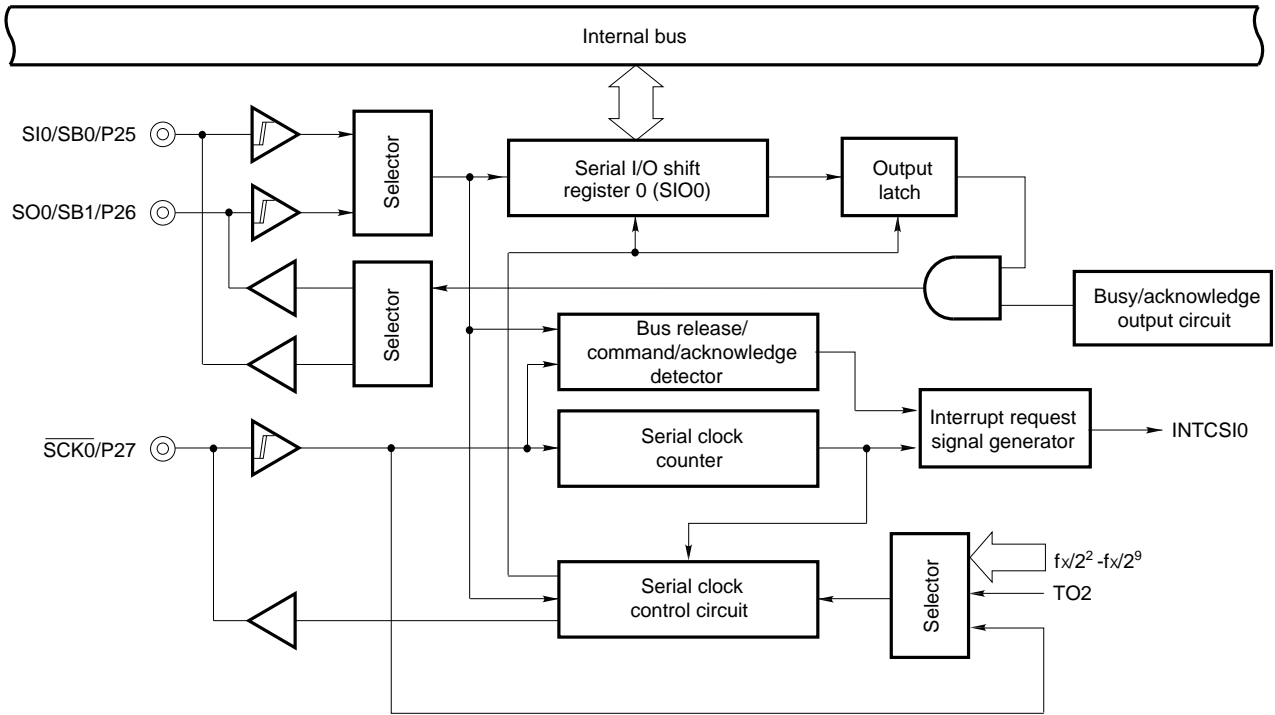 Internal bus
SI0/SB0/P25
Selector
Serial I/O shift
register 0 (SIO0)
Output
latch
SO0/SB1/P26
Selector
Busy/acknowledge
output circuit
Bus release/
command/acknowledge
detector
SCK0/P27
Serial clock
counter
Interrupt request
signal generator
INTCSI0
Serial clock
control circuit
Selector
fx/2² -fx/2⁹
TO2